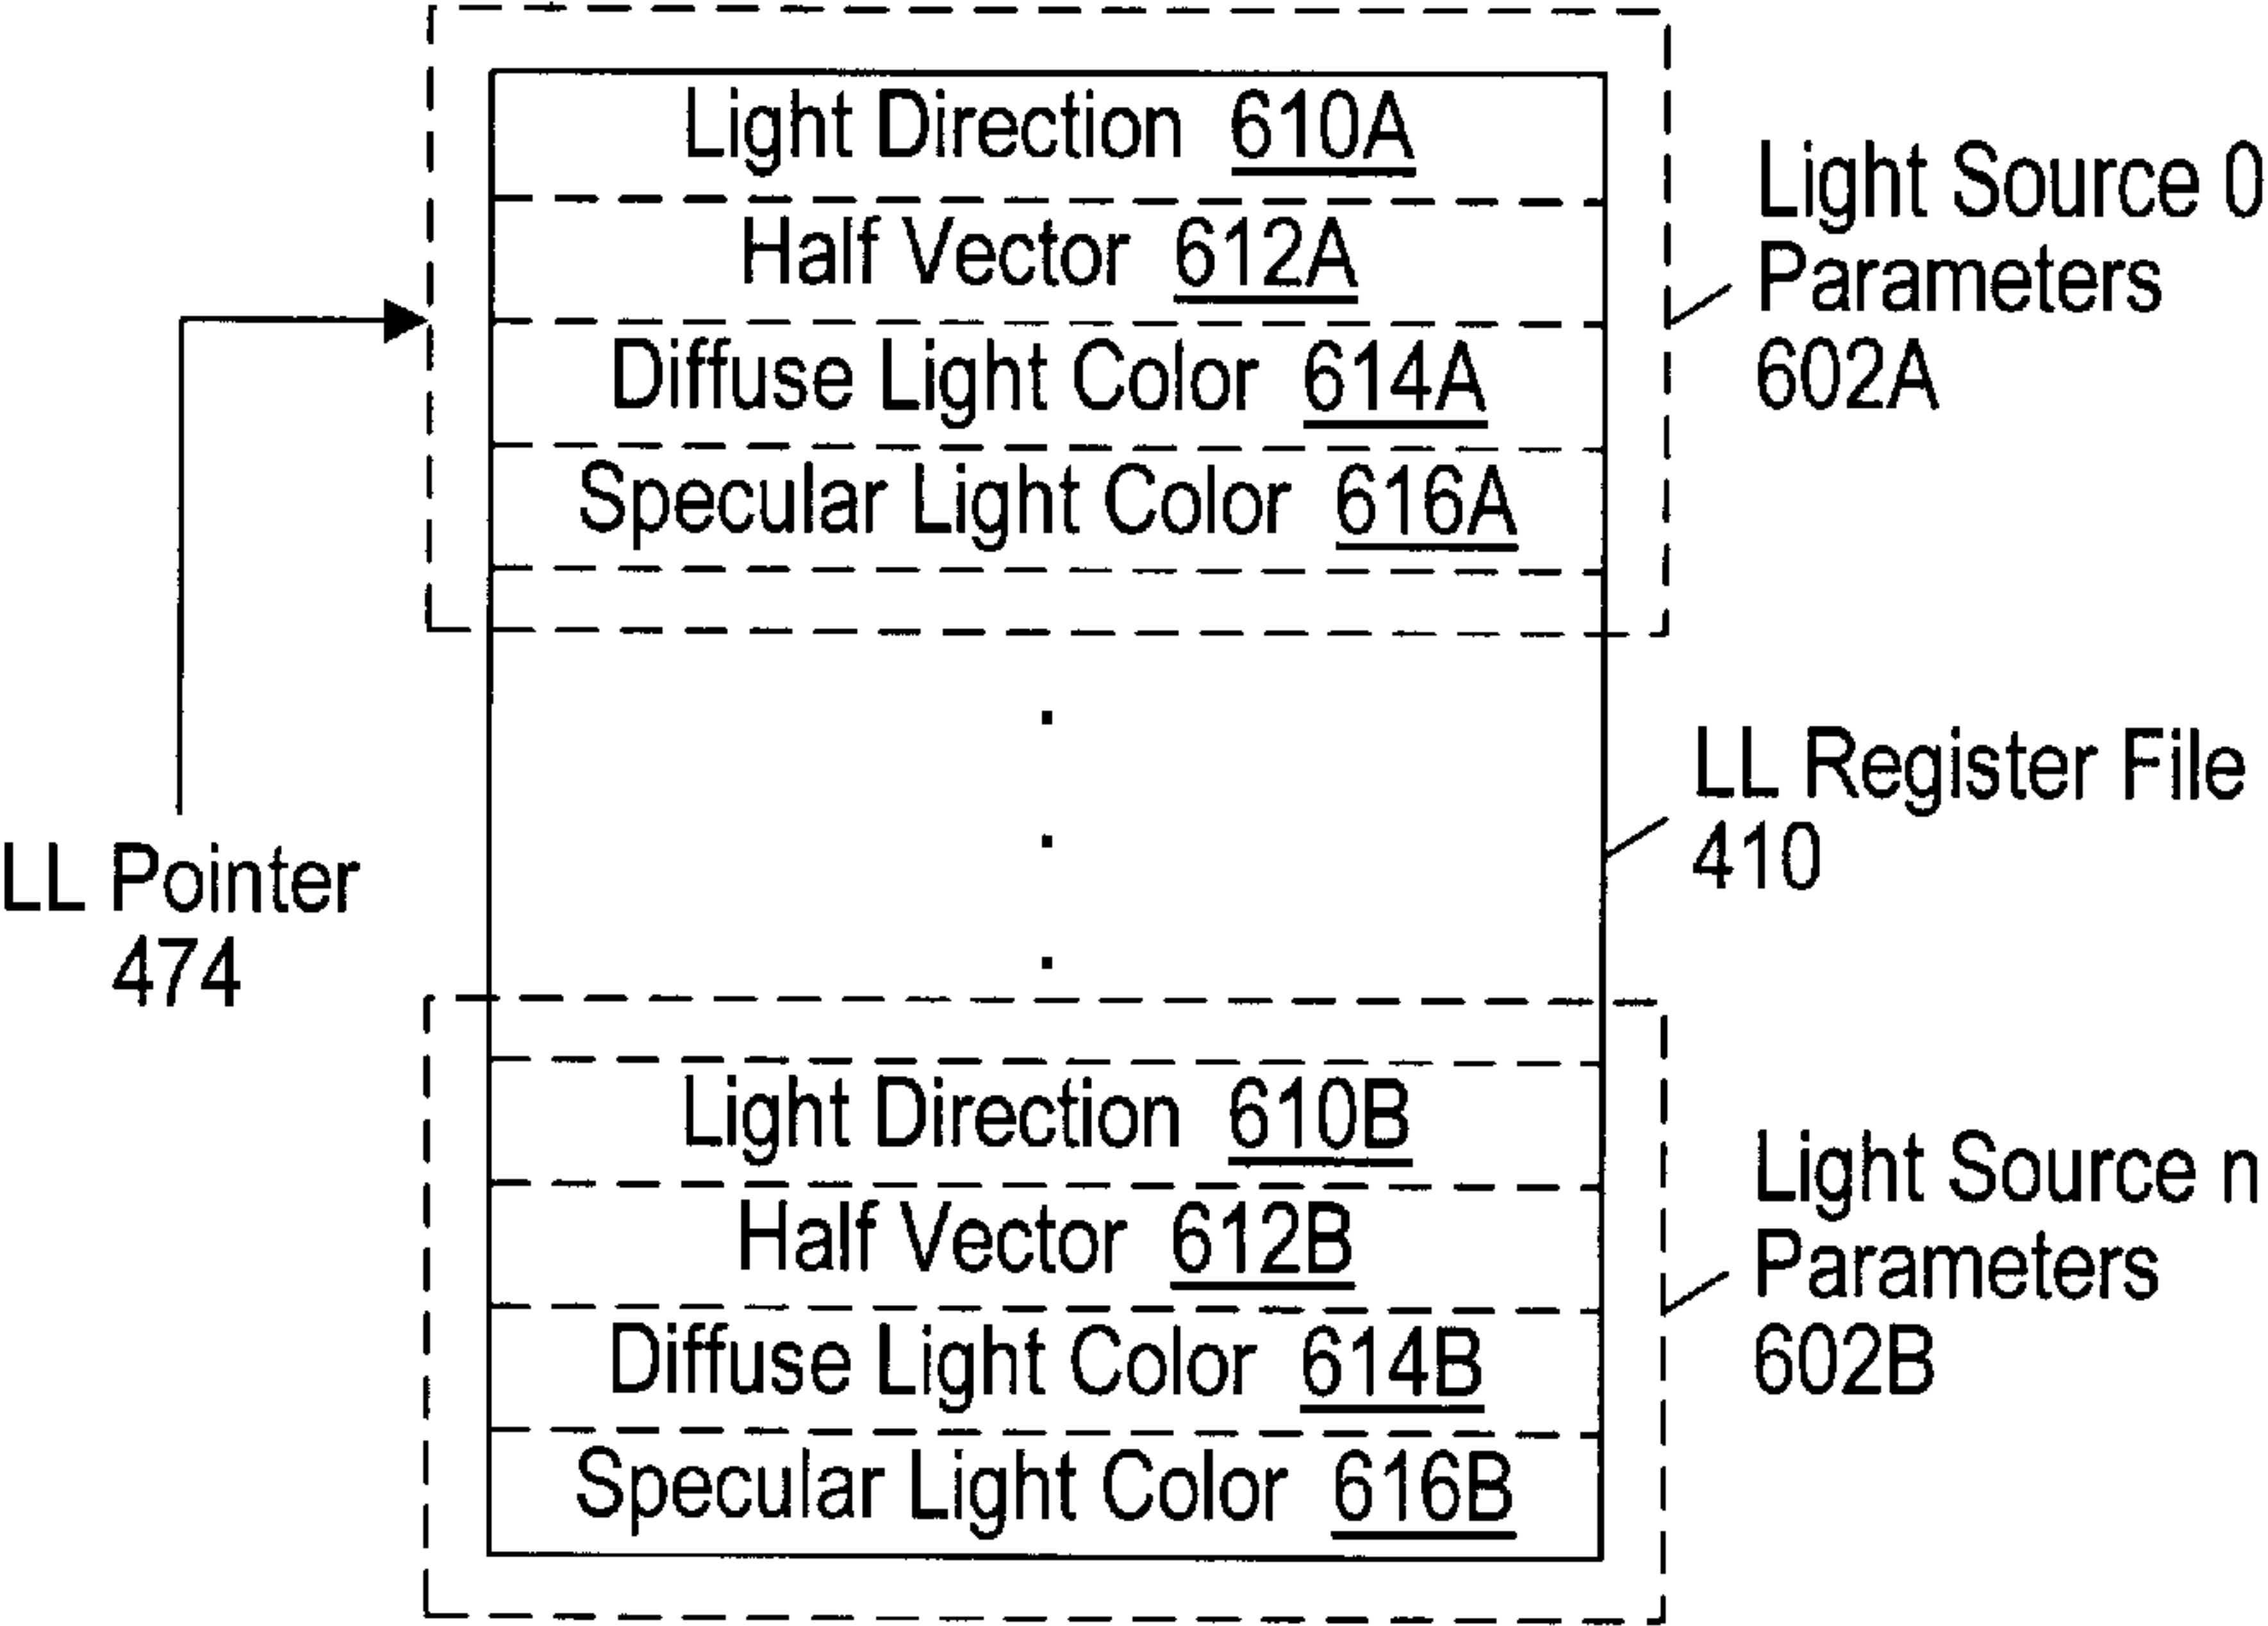 Light Direction 610A
Half Vector 612A
Diffuse Light Color 614A
Specular Light Color 616A
Light Source 0
Parameters
602A
LL Pointer
474
LL Register File
410
Light Direction 610B
Half Vector 612B
Diffuse Light Color 614B
Specular Light Color 616B
Light Source n
Parameters
602B